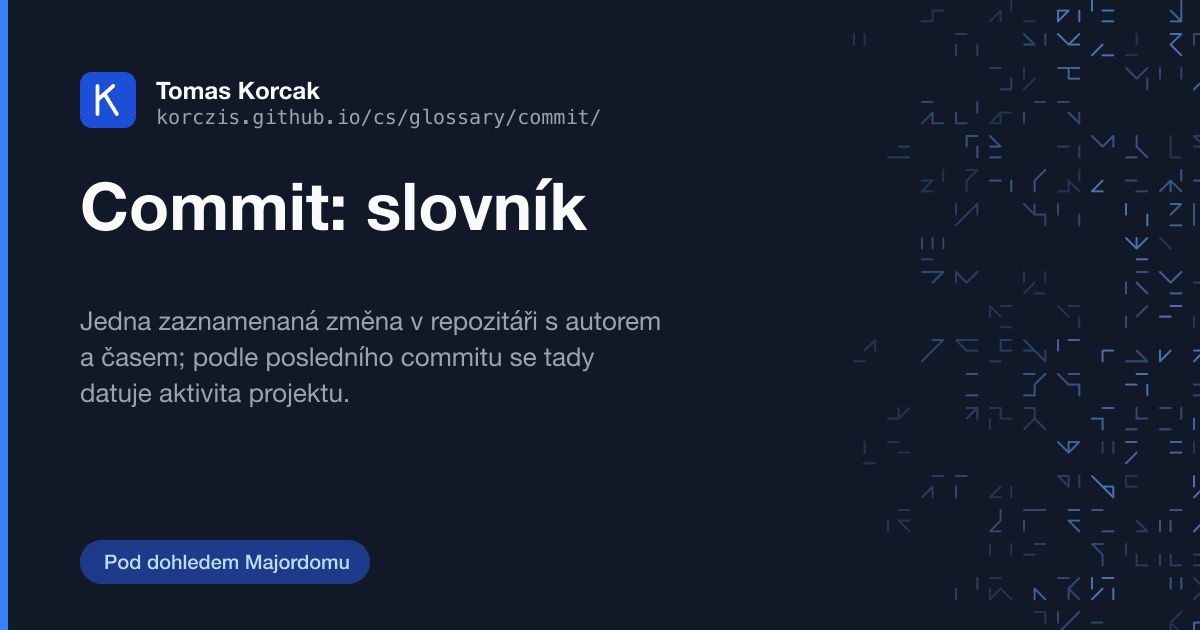 K
Tomas Korcak
korczis.github.io/cs/glossary/commit/
Commit: slovník
Jedna zaznamenaná změna v repozitáři s autorem
a časem; podle posledního commitu se tady
datuje aktivita projektu.
Pod dohledem Majordomu